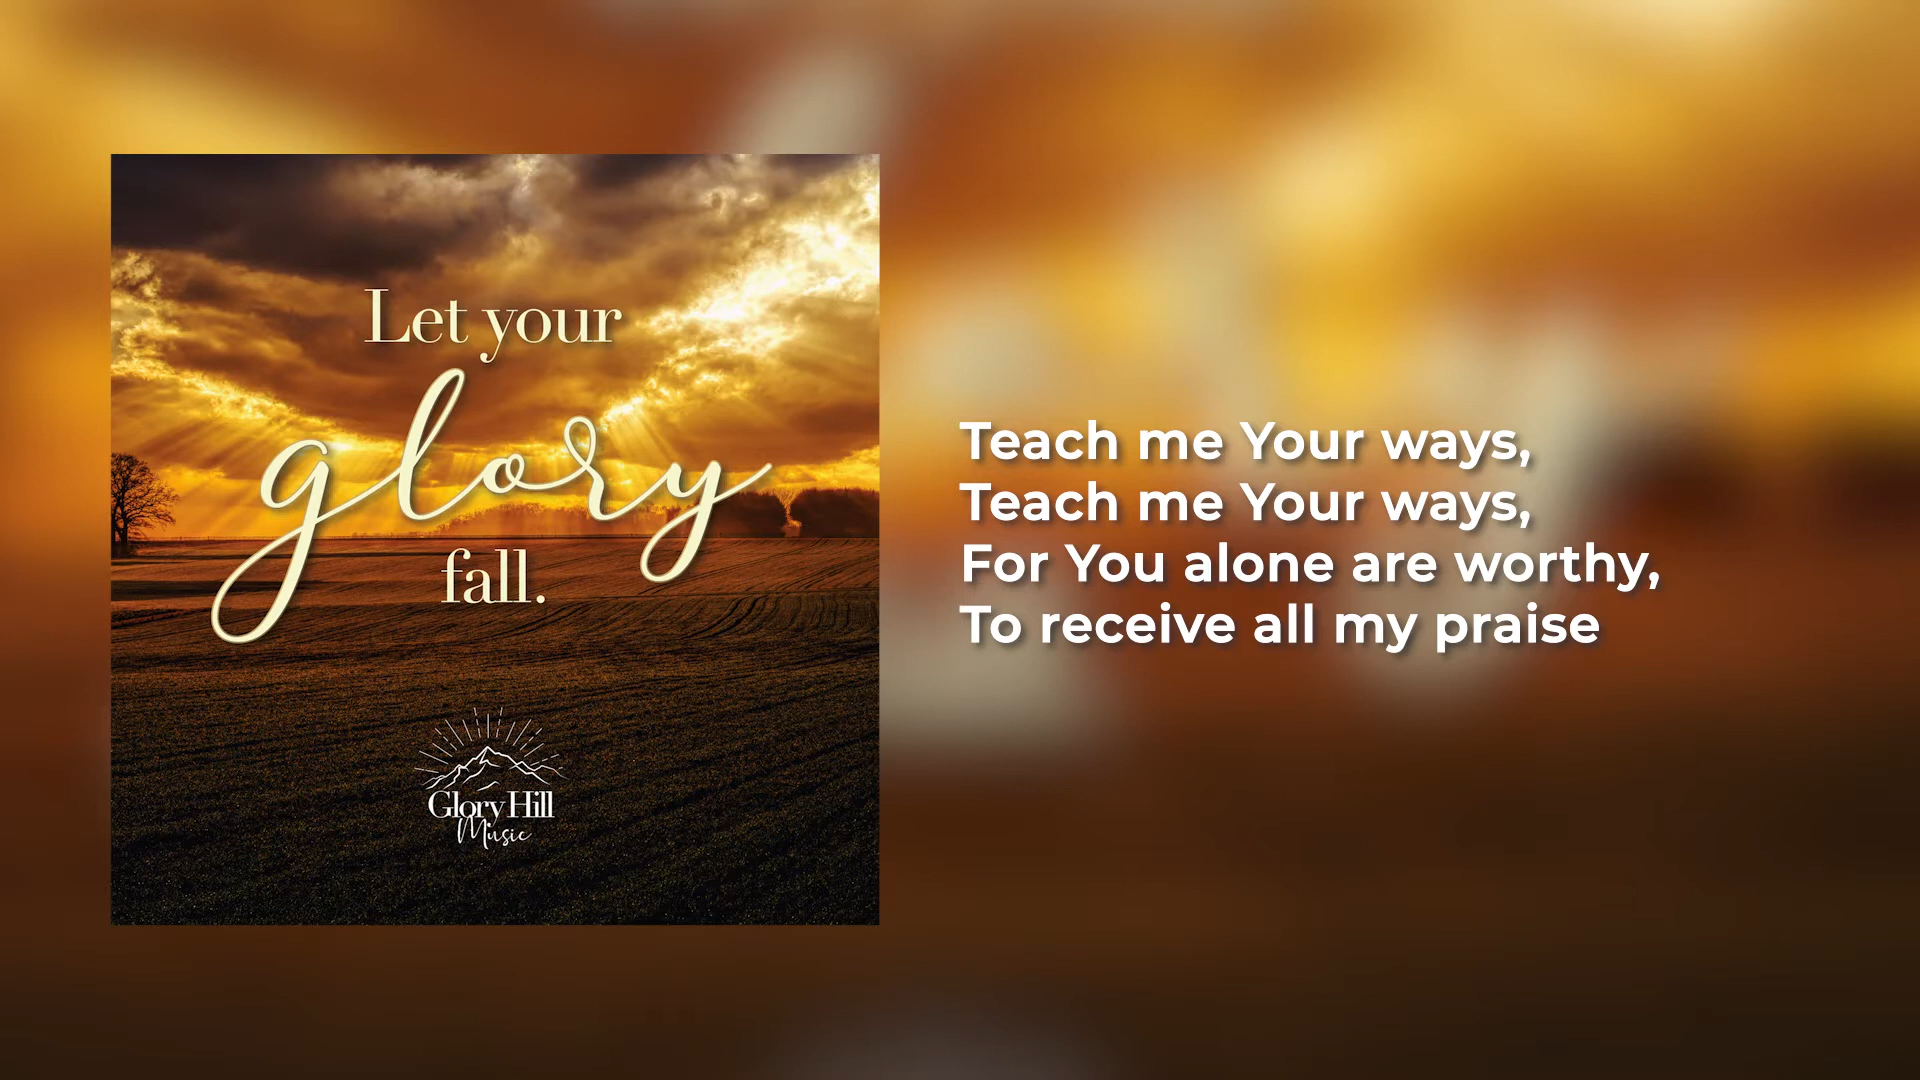 Let your
glory
fall.
Glory Hill
Music
Teach me Your ways,
Teach me Your ways,
For You alone are worthy,
To receive all my praise